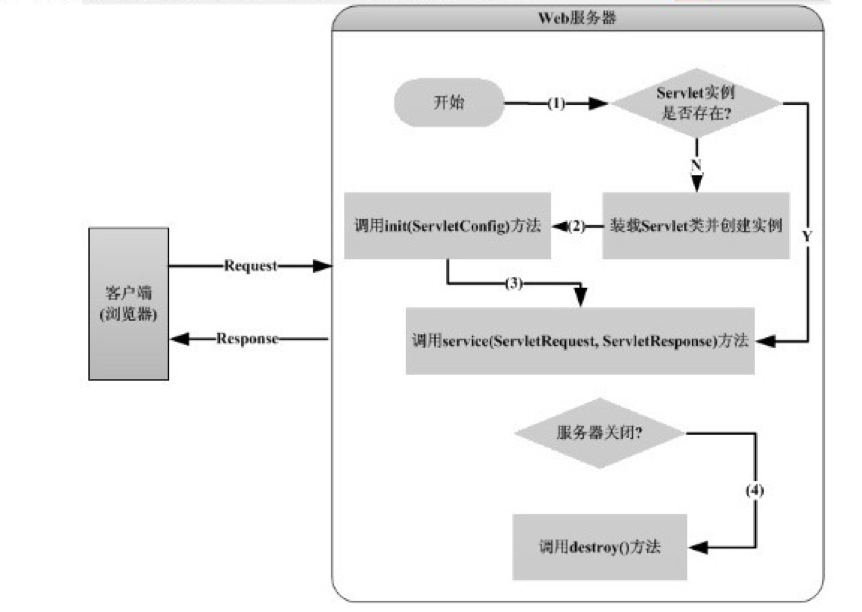 Web服务器
开始
(1)
Servlet实例
是否存在?
N
Y
调用init(ServletConfig)方法
(2)
装载Servlet类并创建实例
Request
客户端
(浏览器)
(3)
Response
调用service(ServletRequest, ServletResponse)方法
服务器关闭?
(4)
调用destroy()方法